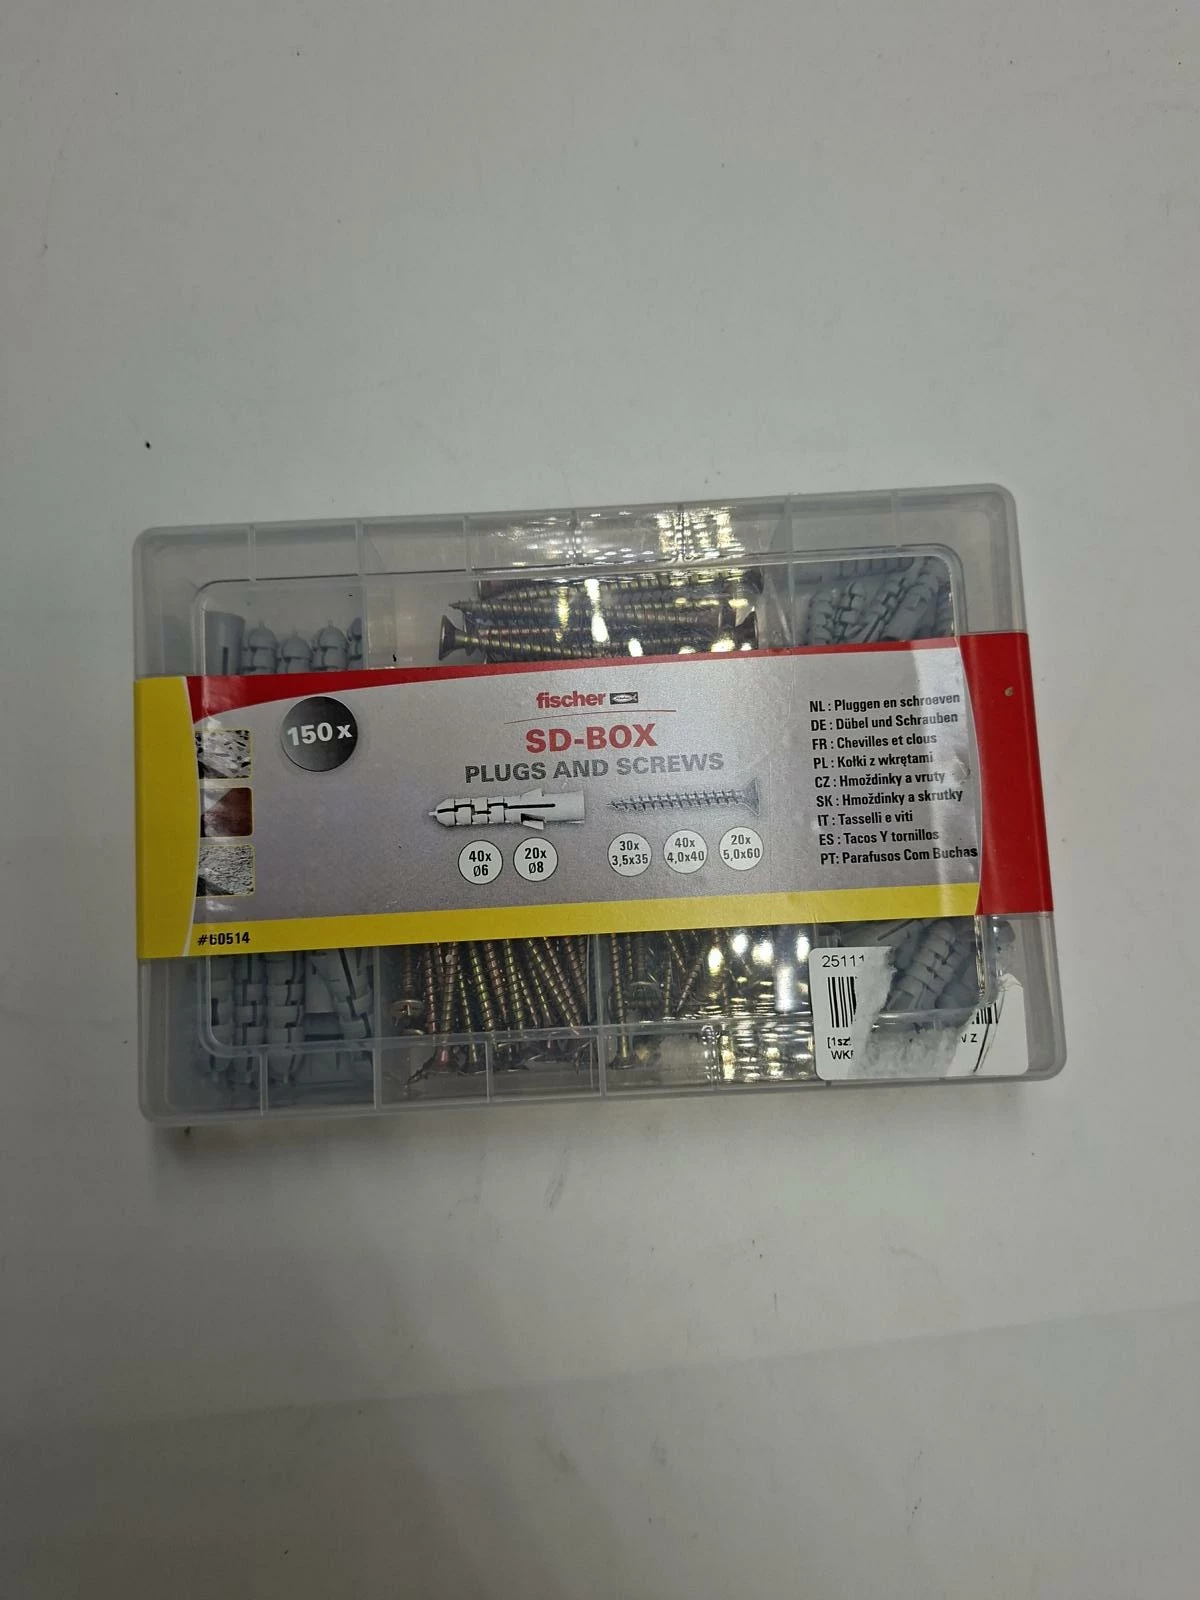 150 x
fischer
SD-BOX
PLUGS AND SCREWS
40x
ø6
20x
ø8
30x
3,5x35
40x
4,0x40
20x
5,0x60
NL : Pluggen en schroeven
DE : Dübel und Schrauben
FR : Chevilles et clous
PL : Kołki z wkrętami
CZ : Hmoždinky a vruty
SK : Hmoždinky a skrutky
IT : Tasselli e viti
ES : Tacos Y tornillos
PT: Parafusos Com Buchas
#60514
25111
[1sz
Z